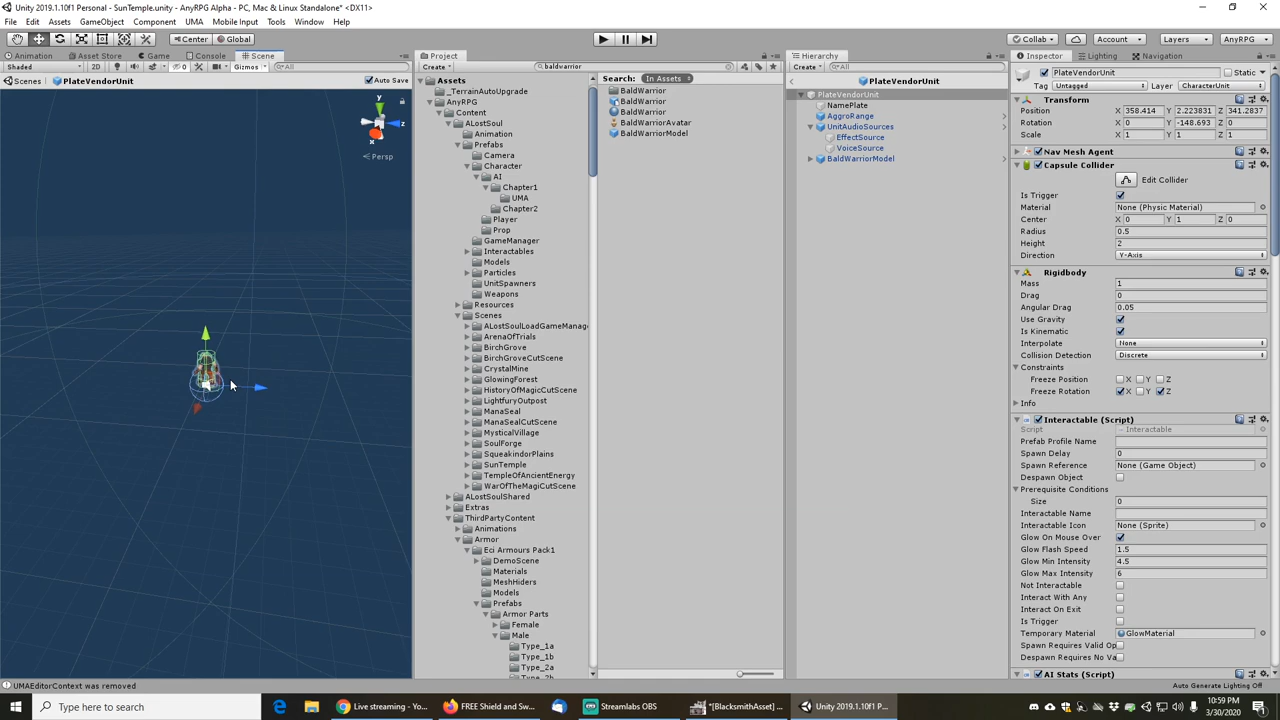 Unity 2019.1.10f1 Personal - SunTemple.unity - AnyRPG Alpha - PC, Mac & Linux Standalone* <DX11>
File Edit Assets GameObject Component UMA Mobile Input Tools Window Help
Center Global Collab Account Layers AnyRPG
Animation Asset Store Game Console Scene
Shaded 2D 0 Gizmos All
Scenes PlateVendorUnit Auto Save
y
z
x
Persp
Project
Create baldwarrior
Assets
_TerrainAutoUpgrade
AnyRPG
Content
ALostSoul
Animation
Prefabs
Camera
Character
AI
Chapter1
UMA
Chapter2
Player
Prop
GameManager
Interactables
Models
Particles
UnitSpawners
Weapons
Resources
Scenes
ALostSoulLoadGameManag
ArenaOfTrials
BirchGrove
BirchGroveCutScene
CrystalMine
GlowingForest
HistoryOfMagicCutScene
LightfuryOutpost
ManaSeal
ManaSealCutScene
MysticalVillage
SoulForge
SqueakindorPlains
SunTemple
TempleOfAncientEnergy
WarOfTheMagiCutScene
ALostSoulShared
Extras
ThirdPartyContent
Animations
Armor
Eci Armours Pack1
DemoScene
Materials
MeshHiders
Models
Prefabs
Armor Parts
Female
Male
Type_1a
Type_1b
Type_2a
Type_2b
Search: In Assets
BaldWarrior
BaldWarrior
BaldWarrior
BaldWarriorAvatar
BaldWarriorModel
Hierarchy
Create All
PlateVendorUnit
PlateVendorUnit
NamePlate
AggroRange
UnitAudioSources
EffectSource
VoiceSource
BaldWarriorModel
Inspector Lighting Navigation
PlateVendorUnit Static
Tag Untagged Layer CharacterUnit
Transform
Position X 358.414 Y 2.223831 Z 341.2837
Rotation X 0 Y -148.693 Z 0
Scale X 1 Y 1 Z 1
Nav Mesh Agent
Capsule Collider
Edit Collider
Is Trigger
Material None (Physic Material)
Center X 0 Y 1 Z 0
Radius 0.5
Height 2
Direction Y-Axis
Rigidbody
Mass 1
Drag 0
Angular Drag 0.05
Use Gravity
Is Kinematic
Interpolate None
Collision Detection Discrete
Constraints
Freeze Position X Y Z
Freeze Rotation X Y Z
Info
Interactable (Script)
Script Interactable
Prefab Profile Name
Spawn Delay 0
Spawn Reference None (Game Object)
Despawn Object
Prerequisite Conditions
Size 0
Interactable Name
Interactable Icon None (Sprite)
Glow On Mouse Over
Glow Flash Speed 1.5
Glow Min Intensity 4.5
Glow Max Intensity 6
Not Interactable
Interact With Any
Interact On Exit
Is Trigger
Temporary Material GlowMaterial
Spawn Requires Valid Op
Despawn Requires No Va
AI Stats (Script)
UMAEditorContext was removed
Auto Generate Lighting Off
Type here to search
Live streaming - Yo...
FREE Shield and Sw...
Streamlabs OBS
*[BlacksmithAsset] ...
Unity 2019.1.10f1 P...
10:59 PM
3/30/2020